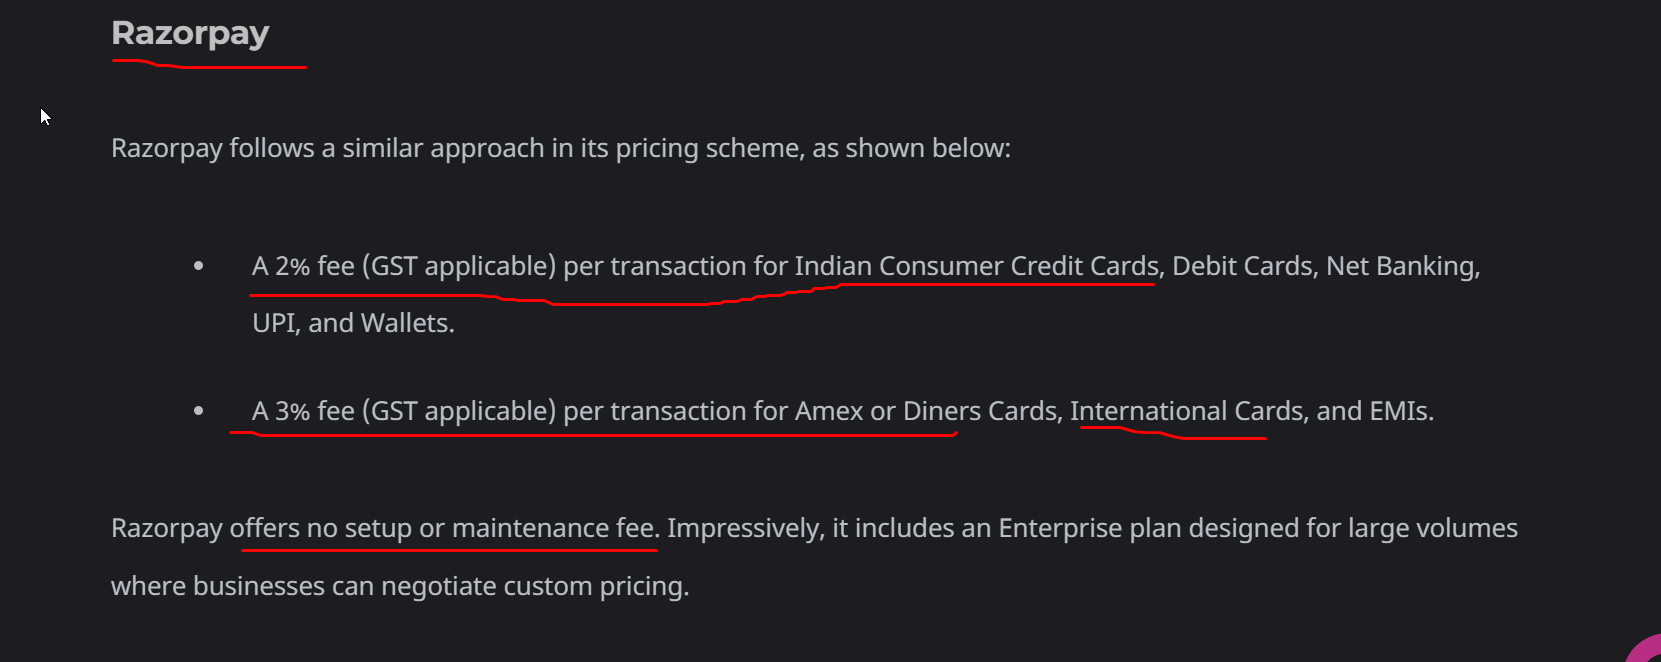 Razorpay
Razorpay follows a similar approach in its pricing scheme, as shown below:
• A 2% fee (GST applicable) per transaction for Indian Consumer Credit Cards, Debit Cards, Net Banking,
UPI, and Wallets.
• A 3% fee (GST applicable) per transaction for Amex or Diners Cards, International Cards, and EMIs.
Razorpay offers no setup or maintenance fee. Impressively, it includes an Enterprise plan designed for large volumes
where businesses can negotiate custom pricing.